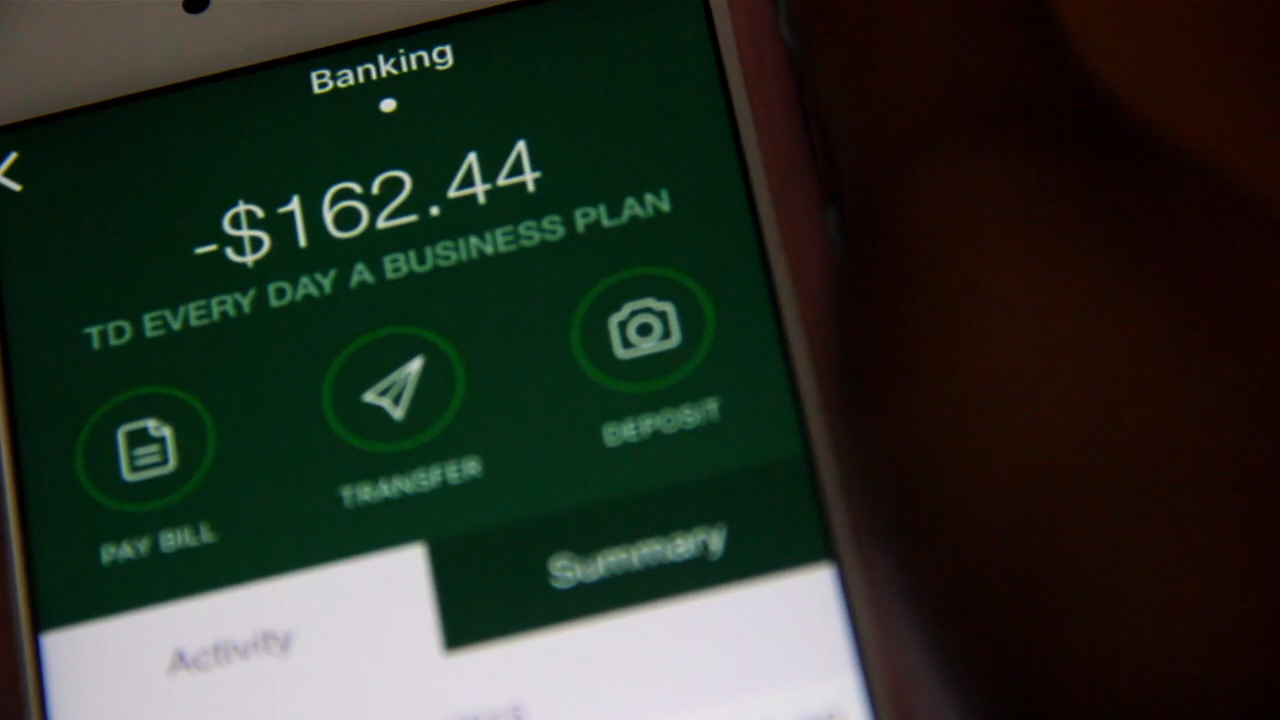 Banking
-$162.44
TD EVERY DAY A BUSINESS PLAN
PAY BILL
TRANSFER
DEPOSIT
Activity
Summary